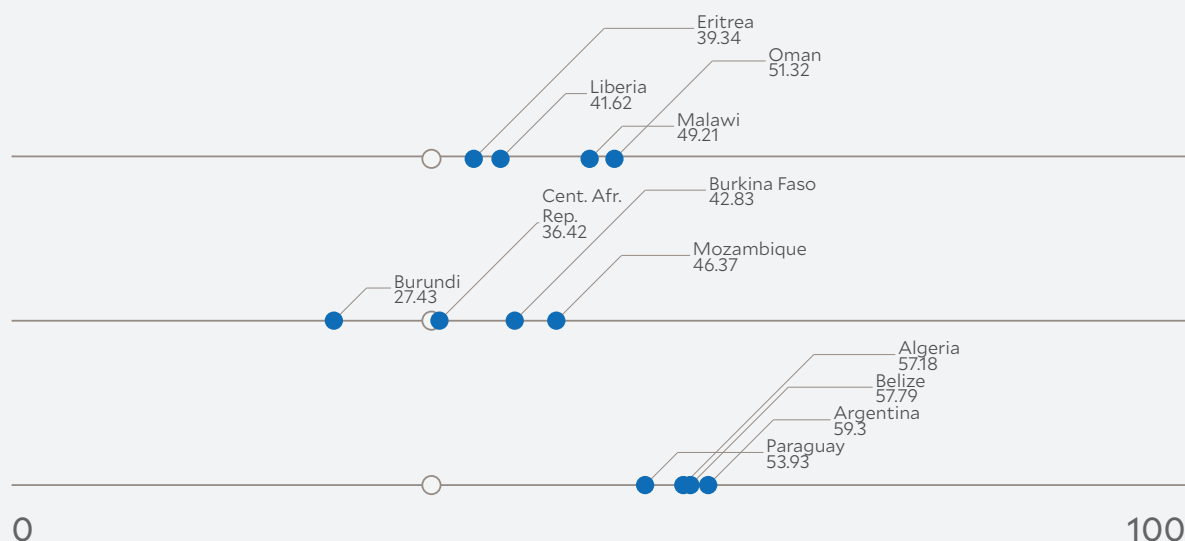 Eritrea
39.34
Oman
51.32
Liberia
41.62
Malawi
49.21
Cent. Afr.
Rep.
36.42
Burkina Faso
42.83
Mozambique
46.37
Burundi
27.43
Algeria
57.18
Belize
57.79
Argentina
59.3
Paraguay
53.93
0
100